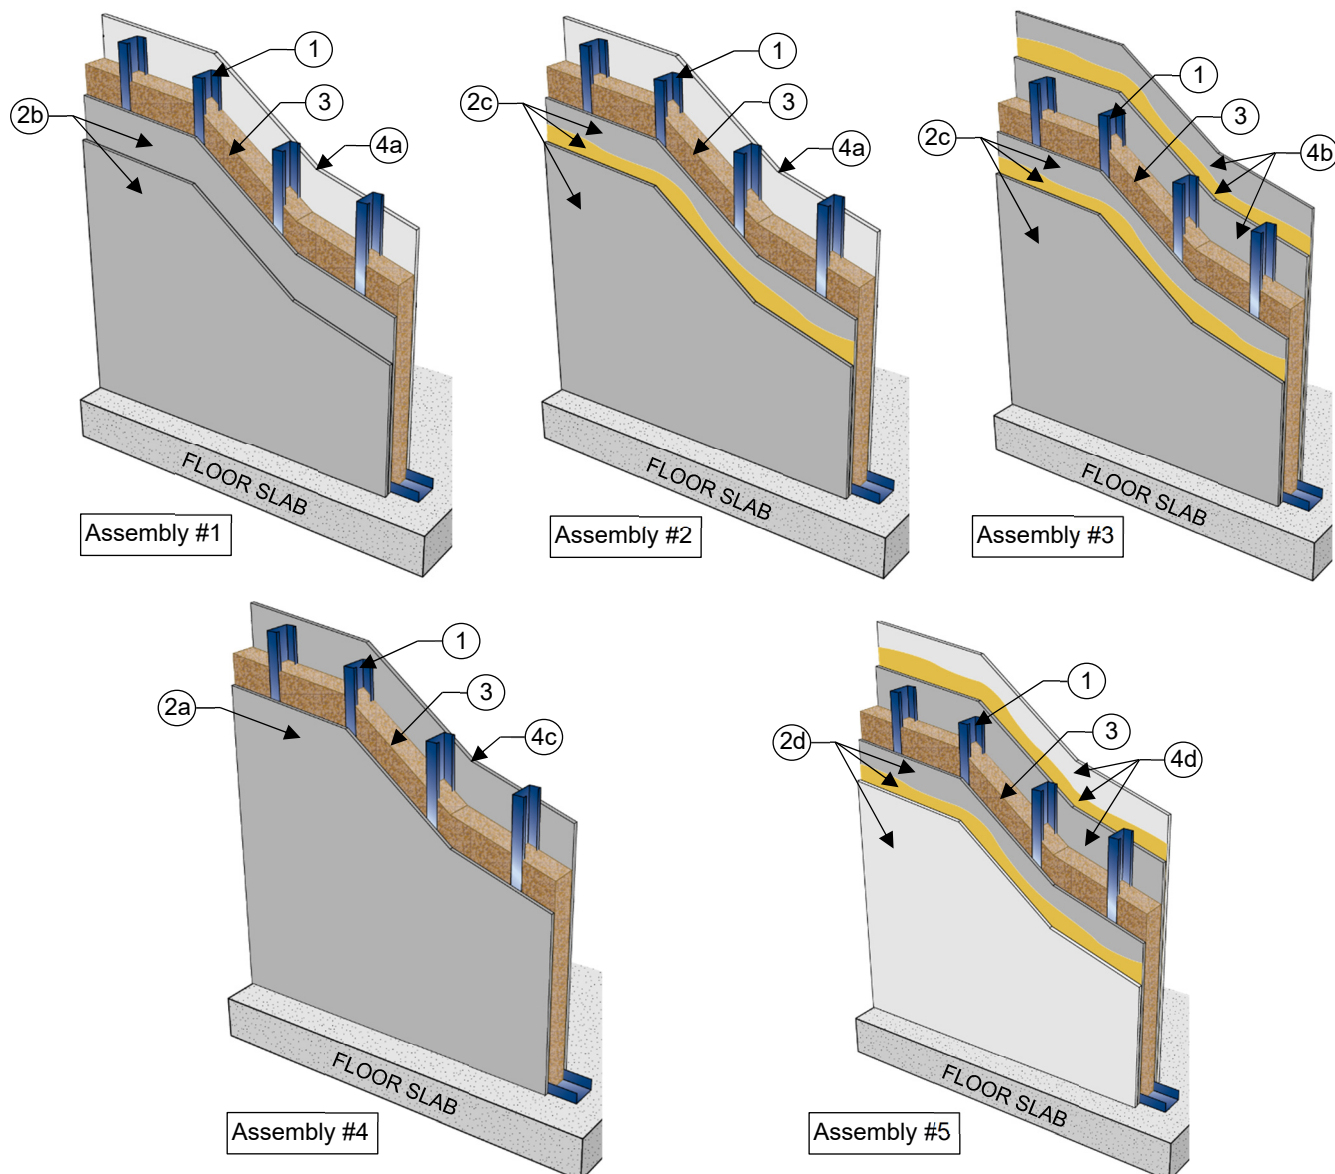 1
2b
3
4a
FLOOR SLAB
Assembly #1
1
2c
3
4a
FLOOR SLAB
Assembly #2
1
3
2c
4b
FLOOR SLAB
Assembly #3
1
3
2a
4c
FLOOR SLAB
Assembly #4
1
3
2d
4d
FLOOR SLAB
Assembly #5